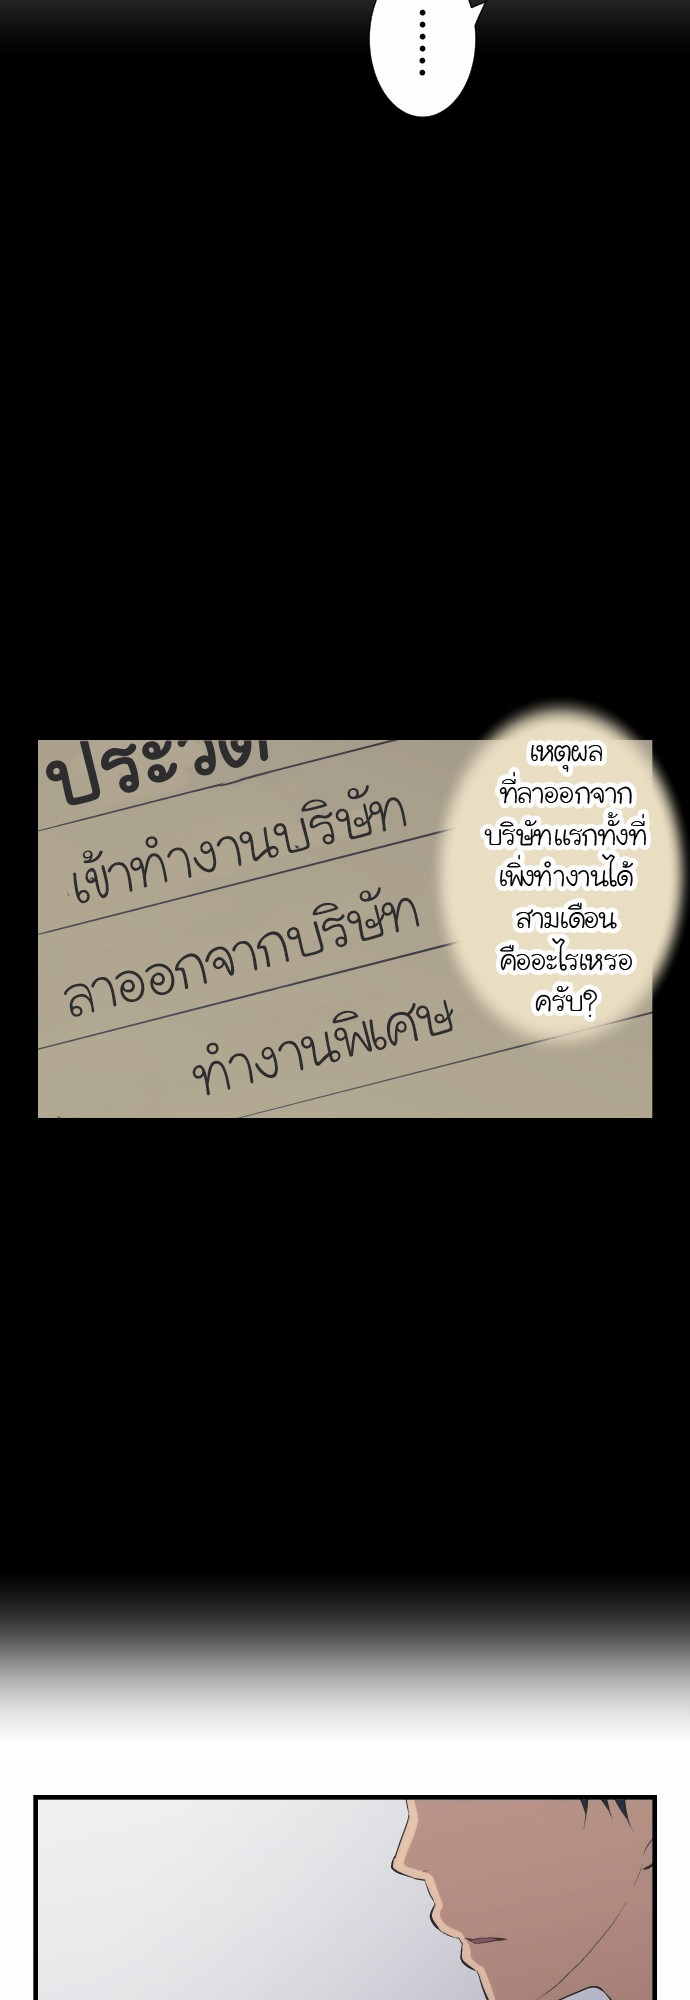 ......
ประวัติ
เข้าทำงานบริษัท
ลาออกจากบริษัท
ทำงานพิเศษ
เหตุผล
ที่ลาออกจาก
บริษัทแรกทั้งที่
เพิ่งทำงานได้
สามเดือน
คืออะไรเหรอ
ครับ?